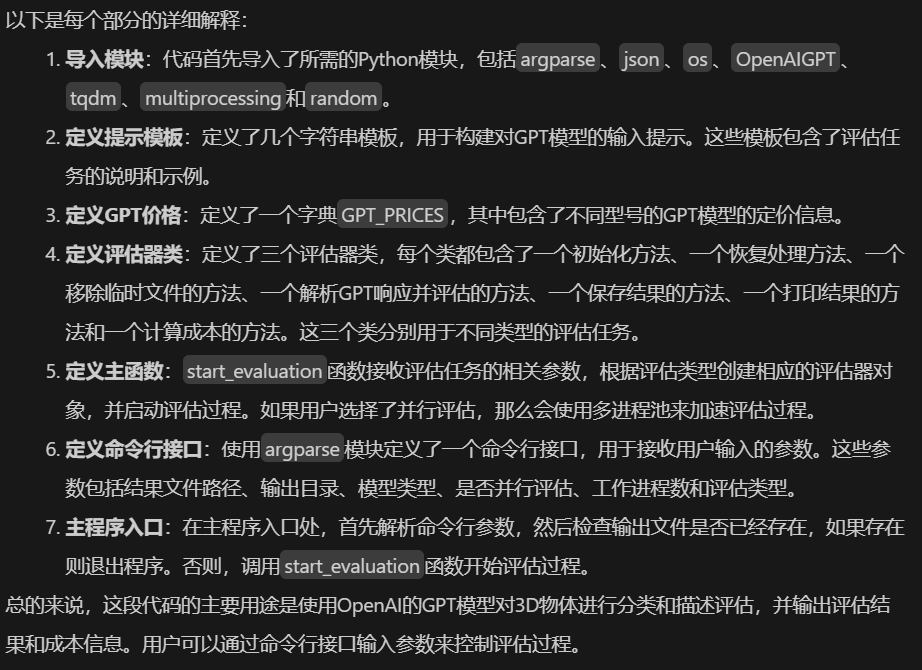 以下是每个部分的详细解释：
1. 导入模块：代码首先导入了所需的Python模块，包括argparse、json、os、OpenAIGPT、
tqdm、multiprocessing和random。
2. 定义提示模板：定义了几个字符串模板，用于构建对GPT模型的输入提示。这些模板包含了评估任
务的说明和示例。
3. 定义GPT价格：定义了一个字典GPT_PRICES，其中包含了不同型号的GPT模型的定价信息。
4. 定义评估器类：定义了三个评估器类，每个类都包含了一个初始化方法、一个恢复处理方法、一个
移除临时文件的方法、一个解析GPT响应并评估的方法、一个保存结果的方法、一个打印结果的方
法和一个计算成本的方法。这三个类分别用于不同类型的评估任务。
5. 定义主函数：start_evaluation函数接收评估任务的相关参数，根据评估类型创建相应的评估器对
象，并启动评估过程。如果用户选择了并行评估，那么会使用多进程池来加速评估过程。
6. 定义命令行接口：使用argparse模块定义了一个命令行接口，用于接收用户输入的参数。这些参
数包括结果文件路径、输出目录、模型类型、是否并行评估、工作进程数和评估类型。
7. 主程序入口：在主程序入口处，首先解析命令行参数，然后检查输出文件是否已经存在，如果存在
则退出程序。否则，调用start_evaluation函数开始评估过程。
总的来说，这段代码的主要用途是使用OpenAI的GPT模型对3D物体进行分类和描述评估，并输出评估结
果和成本信息。用户可以通过命令行接口输入参数来控制评估过程。